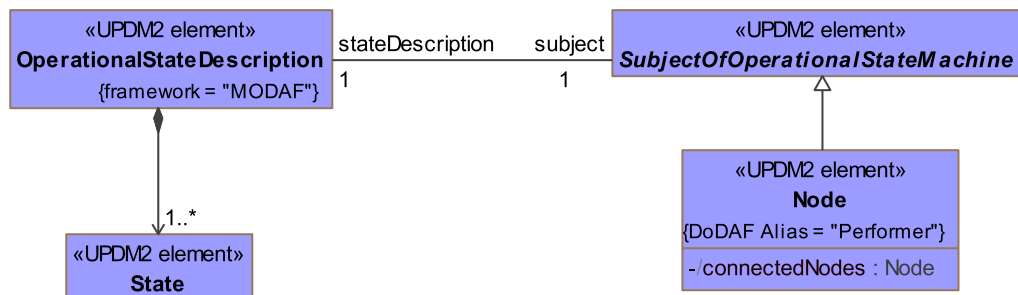 «UPDM2 element»
OperationalStateDescription
{framework = "MODAF"}
stateDescription
1
subject
1
«UPDM2 element»
SubjectOfOperationalStateMachine
«UPDM2 element»
Node
{DoDAF Alias = "Performer"}
-/connectedNodes : Node
1..*
«UPDM2 element»
State